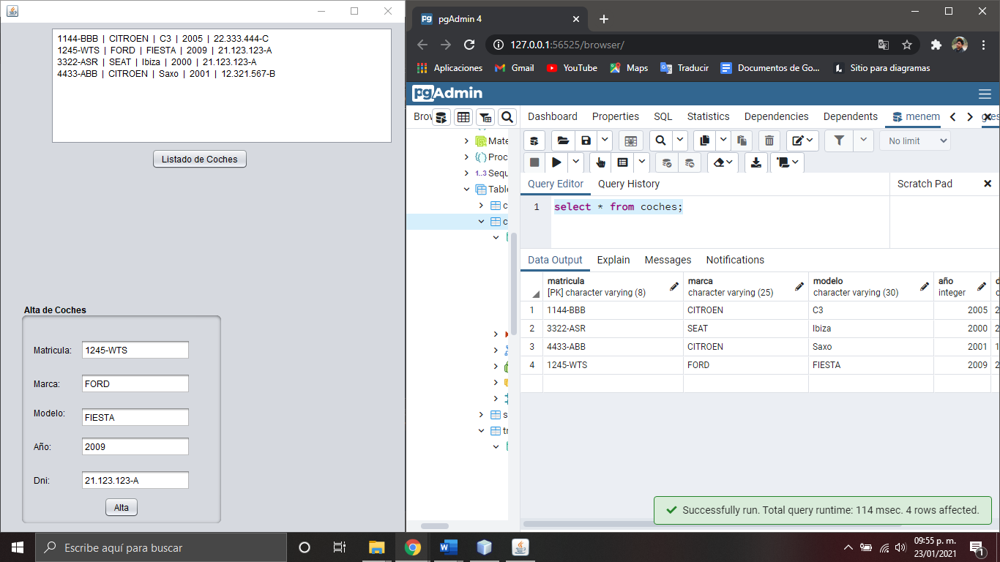 1144-BBB | CITROEN | C3 | 2005 | 22.333.444-C
1245-WTS | FORD | FIESTA | 2009 | 21.123.123-A
3322-ASR | SEAT | Ibiza | 2000 | 21.123.123-A
4433-ABB | CITROEN | Saxo | 2001 | 12.321.567-B
Listado de Coches
Alta de Coches
Matricula: 1245-WTS
Marca: FORD
Modelo: FIESTA
Año: 2009
Dni: 21.123.123-A
Alta
pgAdmin 4
127.0.0.1:56525/browser/
Aplicaciones Gmail YouTube Maps Traducir Documentos de Go... Sitio para diagramas
pgAdmin
Brow Dashboard Properties SQL Statistics Dependencies Dependents menem
Mate
Proc
1..3 Sequ
Table
c
c
s
tr
No limit
Query Editor Query History Scratch Pad
1 select * from coches;
Data Output Explain Messages Notifications
matricula marca modelo año
[PK] character varying (8) character varying (25) character varying (30) integer
1 1144-BBB CITROEN C3 2005 2
2 3322-ASR SEAT Ibiza 2000 2
3 4433-ABB CITROEN Saxo 2001 1
4 1245-WTS FORD FIESTA 2009 2
Successfully run. Total query runtime: 114 msec. 4 rows affected.
Escribe aquí para buscar
09:55 p. m.
23/01/2021
1